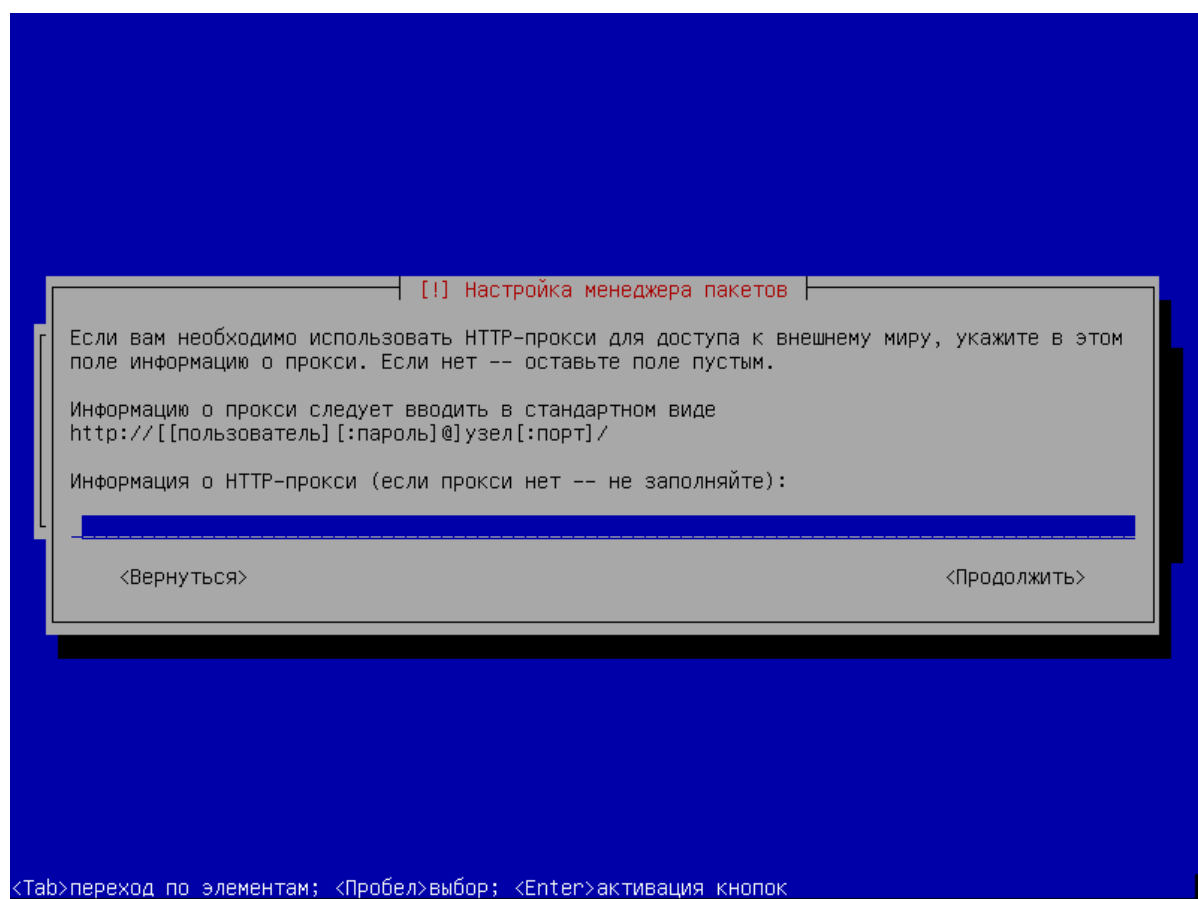 [!] Настройка менеджера пакетов
Если вам необходимо использовать HTTP-прокси для доступа к внешнему миру, укажите в этом
поле информацию о прокси. Если нет -- оставьте поле пустым.
Информацию о прокси следует вводить в стандартном виде
http://[[пользователь][:пароль]@]узел[:порт]/
Информация о HTTP-прокси (если прокси нет -- не заполняйте):
<Вернуться> <Продолжить>
<Tab>переход по элементам; <Пробел>выбор; <Enter>активация кнопок